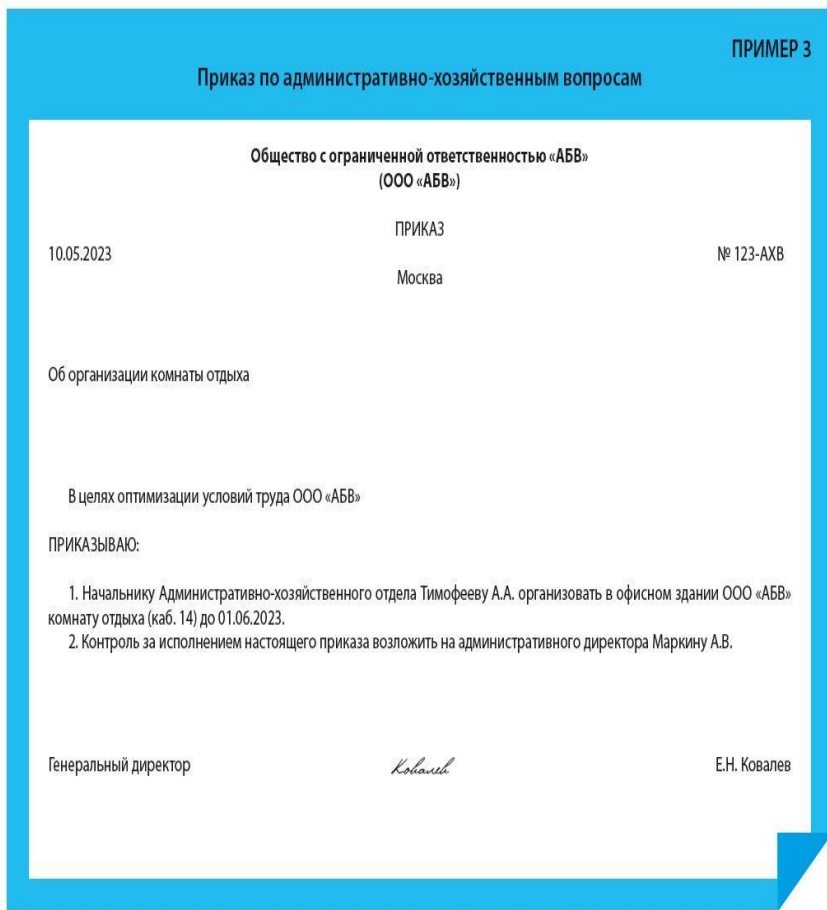 ПРИМЕР 3
Приказ по административно-хозяйственным вопросам
Общество с ограниченной ответственностью «АБВ»
(ООО «АБВ»)
ПРИКАЗ
10.05.2023 № 123-АХВ
Москва
Об организации комнаты отдыха
В целях оптимизации условий труда ООО «АБВ»
ПРИКАЗЫВАЮ:
1. Начальнику Административно-хозяйственного отдела Тимофееву А.А. организовать в офисном здании ООО «АБВ»
комнату отдыха (каб. 14) до 01.06.2023.
2. Контроль за исполнением настоящего приказа возложить на административного директора Маркину А.В.
Генеральный директор Ковалев Е.Н. Ковалев